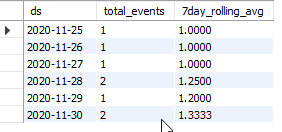 ds total_events 7day_rolling_avg
2020-11-25 1 1.0000
2020-11-26 1 1.0000
2020-11-27 1 1.0000
2020-11-28 2 1.2500
2020-11-29 1 1.2000
2020-11-30 2 1.3333